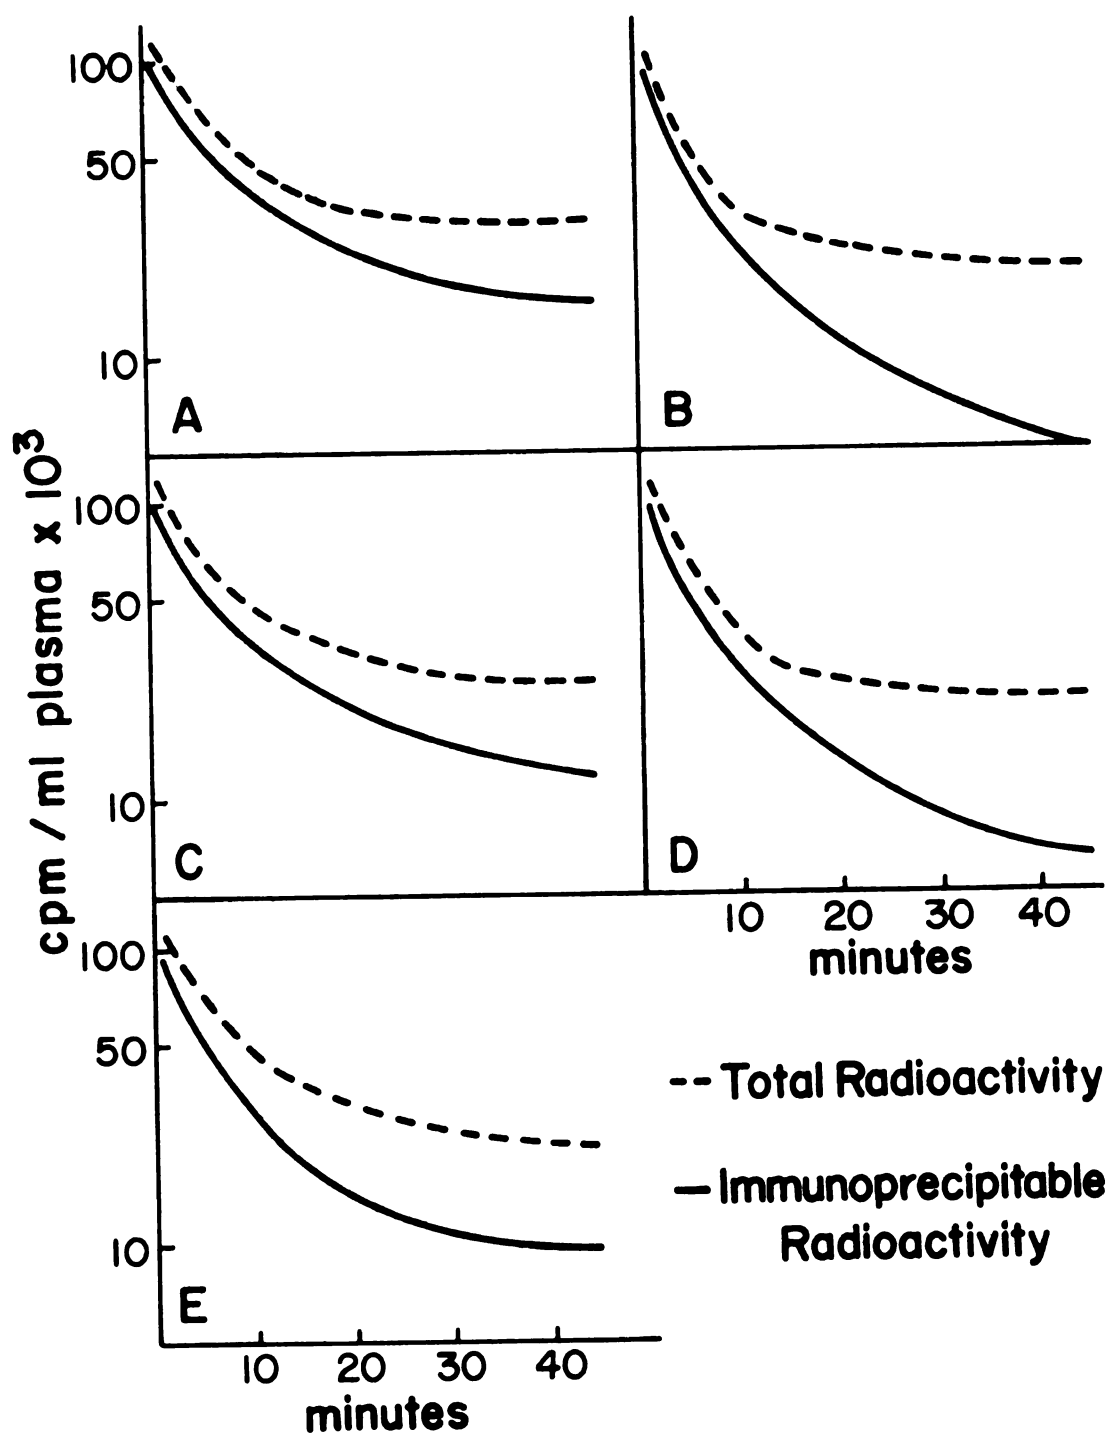 100
50
10
A
B
cpm / ml plasma x 10³
100
50
10
C
D
10 20 30 40
minutes
100
50
10
E
10 20 30 40
minutes
-- Total Radioactivity
— Immunoprecipitable
Radioactivity